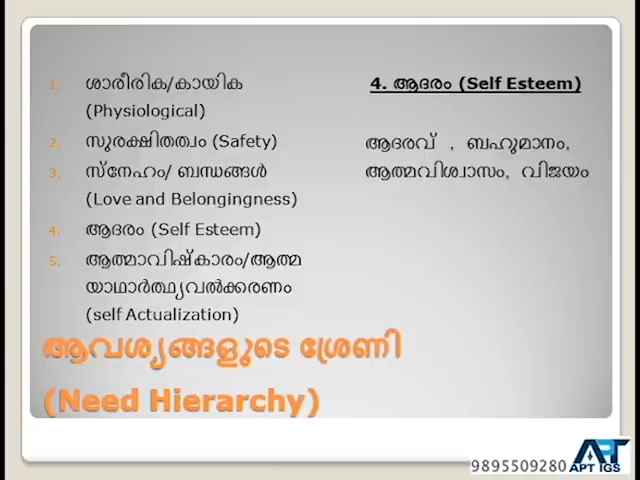 1. ശാരീരിക/കായിക
(Physiological)
2. സുരക്ഷിതത്വം (Safety)
3. സ്നേഹം/ ബന്ധങ്ങൾ
(Love and Belongingness)
4. ആദരം (Self Esteem)
5. ആത്മാവിഷ്കാരം/ആത്മ
യാഥാർത്ഥ്യവൽക്കരണം
(self Actualization)
4. ആദരം (Self Esteem)
ആദരവ് , ബഹുമാനം,
ആത്മവിശ്വാസം, വിജയം
ആവശ്യങ്ങളുടെ ശ്രേണി
(Need Hierarchy)
9895509280
APT
APT IGS